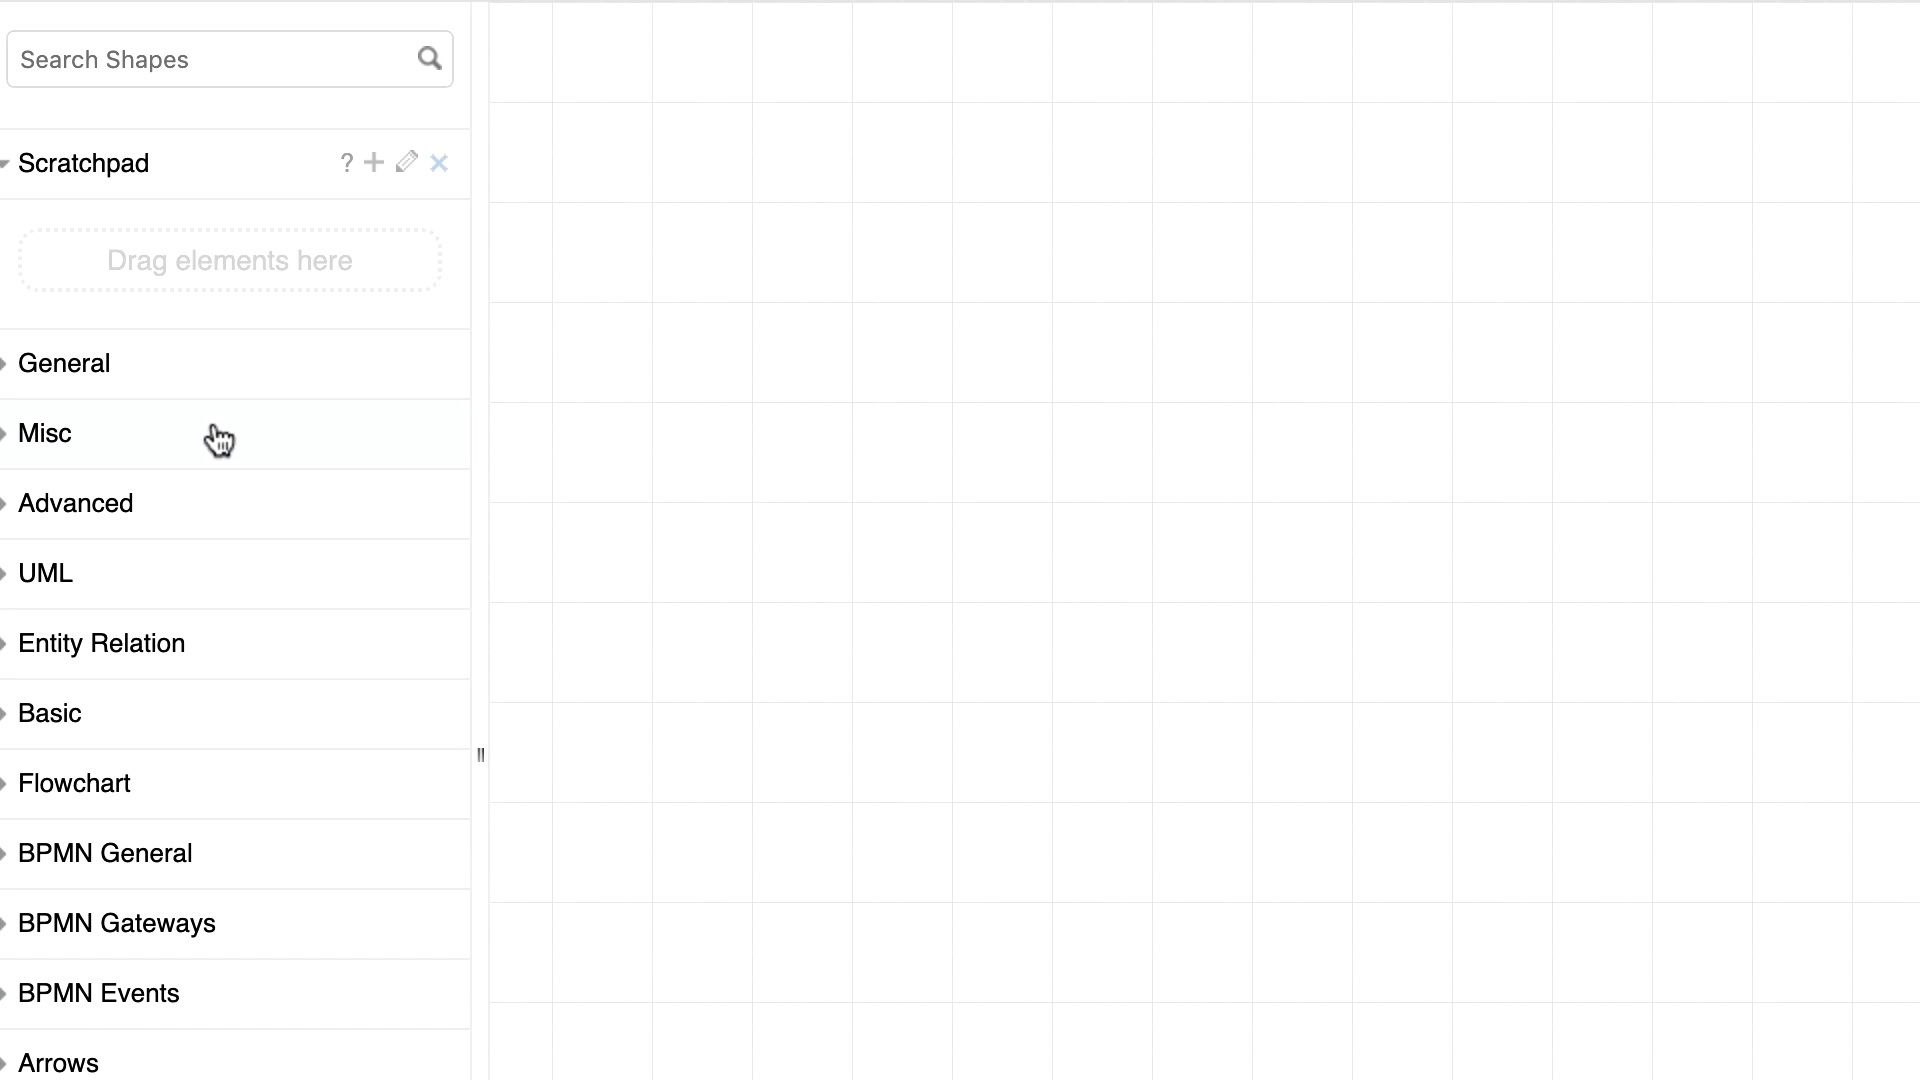 Search Shapes
Scratchpad ? +
Drag elements here
General
Misc
Advanced
UML
Entity Relation
Basic
Flowchart
BPMN General
BPMN Gateways
BPMN Events
Arrows